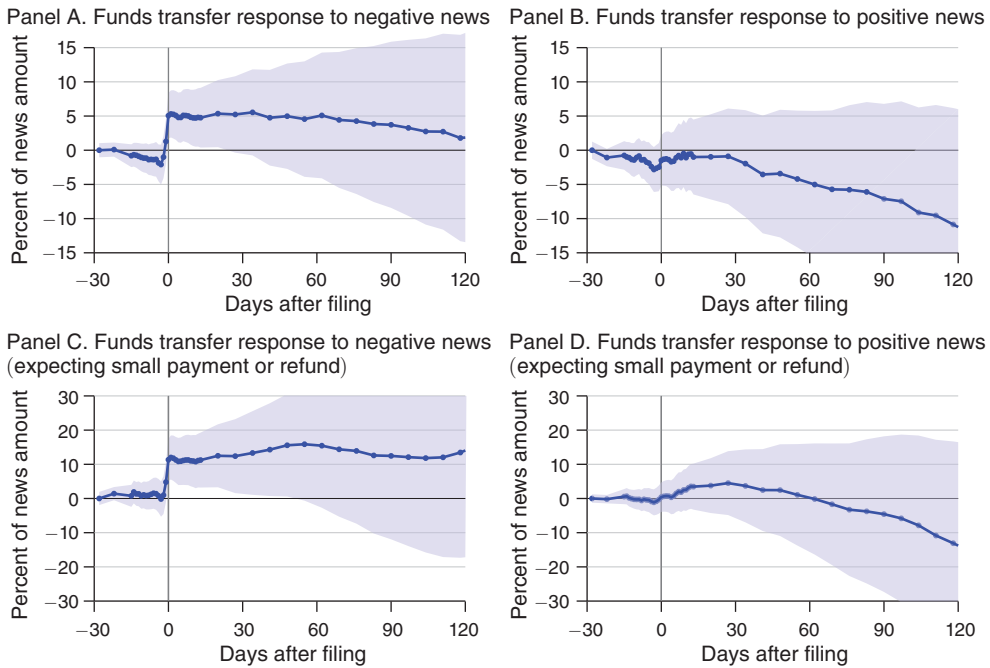 Panel A. Funds transfer response to negative news
Percent of news amount
15
10
5
0
−5
−10
−15
−30 0 30 60 90 120
Days after filing
Panel B. Funds transfer response to positive news
Percent of news amount
15
10
5
0
−5
−10
−15
−30 0 30 60 90 120
Days after filing
Panel C. Funds transfer response to negative news
(expecting small payment or refund)
Percent of news amount
30
20
10
0
−10
−20
−30
−30 0 30 60 90 120
Days after filing
Panel D. Funds transfer response to positive news
(expecting small payment or refund)
Percent of news amount
30
20
10
0
−10
−20
−30
−30 0 30 60 90 120
Days after filing